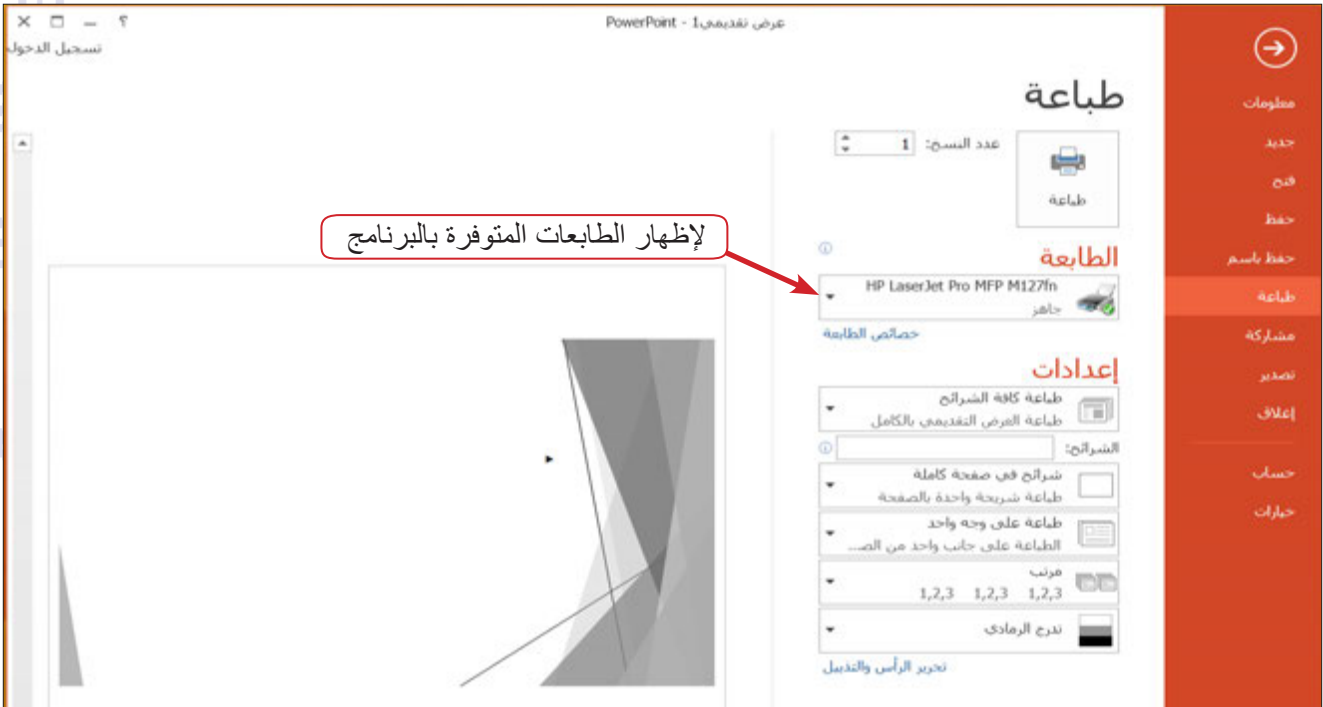 عرض تقديمي1 - PowerPoint
؟
تسجيل الدخول
معلومات
جديد
فتح
حفظ
حفظ باسم
طباعة
مشاركة
تصدير
إغلاق
حساب
خيارات
طباعة
طباعة
عدد النسخ: 1
الطابعة
لإظهار الطابعات المتوفرة بالبرنامج
HP LaserJet Pro MFP M127fn
جاهز
خصائص الطابعة
إعدادات
طباعة كافة الشرائح
طباعة العرض التقديمي بالكامل
الشرائح:
شرائح في صفحة كاملة
طباعة شريحة واحدة بالصفحة
طباعة على وجه واحد
الطباعة على جانب واحد من الصـ...
مرتب
1,2,3 1,2,3 1,2,3
تدرج الرمادي
تحرير الرأس والتذييل